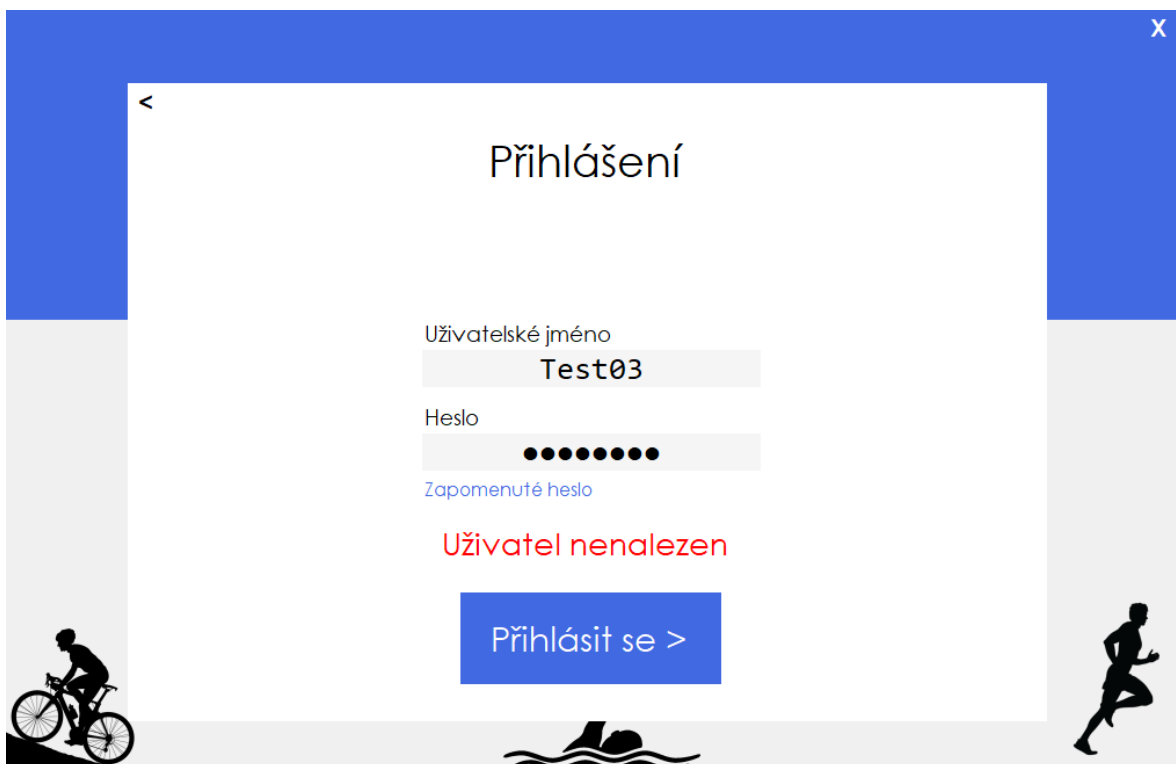 X
<
Přihlášení
Uživatelské jméno
Test03
Heslo
●●●●●●●●
Zapomenuté heslo
Uživatel nenalezen
Přihlásit se >